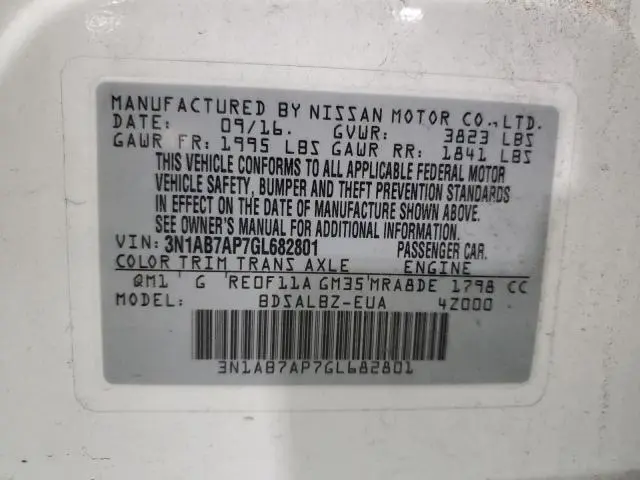 MANUFACTURED BY NISSAN MOTOR CO.,LTD.
DATE: 09/16. GVWR: 3823 LBS
GAWR FR: 1995 LBS GAWR RR: 1841 LBS
THIS VEHICLE CONFORMS TO ALL APPLICABLE FEDERAL MOTOR
VEHICLE SAFETY, BUMPER AND THEFT PREVENTION STANDARDS
IN EFFECT ON THE DATE OF MANUFACTURE SHOWN ABOVE.
SEE OWNER'S MANUAL FOR ADDITIONAL INFORMATION.
VIN: 3N1AB7AP7GL682801 PASSENGER CAR.
COLOR TRIM TRANS AXLE ENGINE
QM1 G RE0F11A GM35 MRA8DE 1798 CC
MODEL: BDSALBZ-EUA 4Z000
3N1AB7AP7GL682801